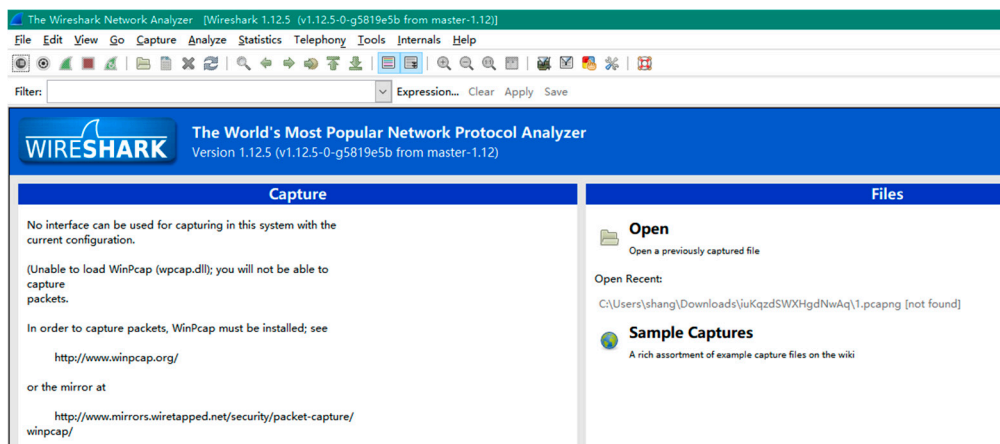 The Wireshark Network Analyzer [Wireshark 1.12.5 (v1.12.5-0-g5819e5b from master-1.12)]
File Edit View Go Capture Analyze Statistics Telephony Tools Internals Help
Filter: Expression... Clear Apply Save
WIRESHARK
The World's Most Popular Network Protocol Analyzer
Version 1.12.5 (v1.12.5-0-g5819e5b from master-1.12)
Capture
No interface can be used for capturing in this system with the
current configuration.
(Unable to load WinPcap (wpcap.dll); you will not be able to
capture
packets.
In order to capture packets, WinPcap must be installed; see
http://www.winpcap.org/
or the mirror at
http://www.mirrors.wiretapped.net/security/packet-capture/
winpcap/
Files
Open
Open a previously captured file
Open Recent:
C:\Users\shang\Downloads\iuKqzdSWXHgdNwAq\1.pcapng [not found]
Sample Captures
A rich assortment of example capture files on the wiki